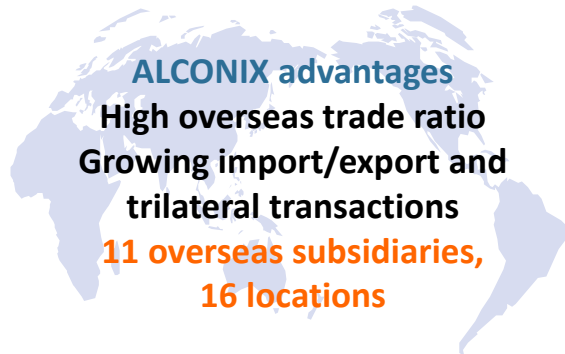 ALCONIX advantages
High overseas trade ratio
Growing import/export and
trilateral transactions
11 overseas subsidiaries,
16 locations